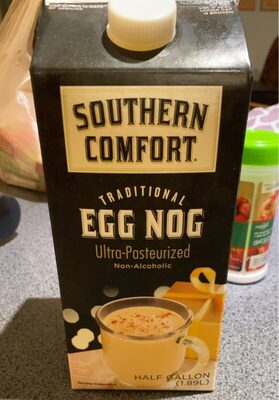 SOUTHERN
COMFORT.
TRADITIONAL
EGG NOG
Ultra-Pasteurized
Non-Alcoholic
HALF GALLON
(1.89L)